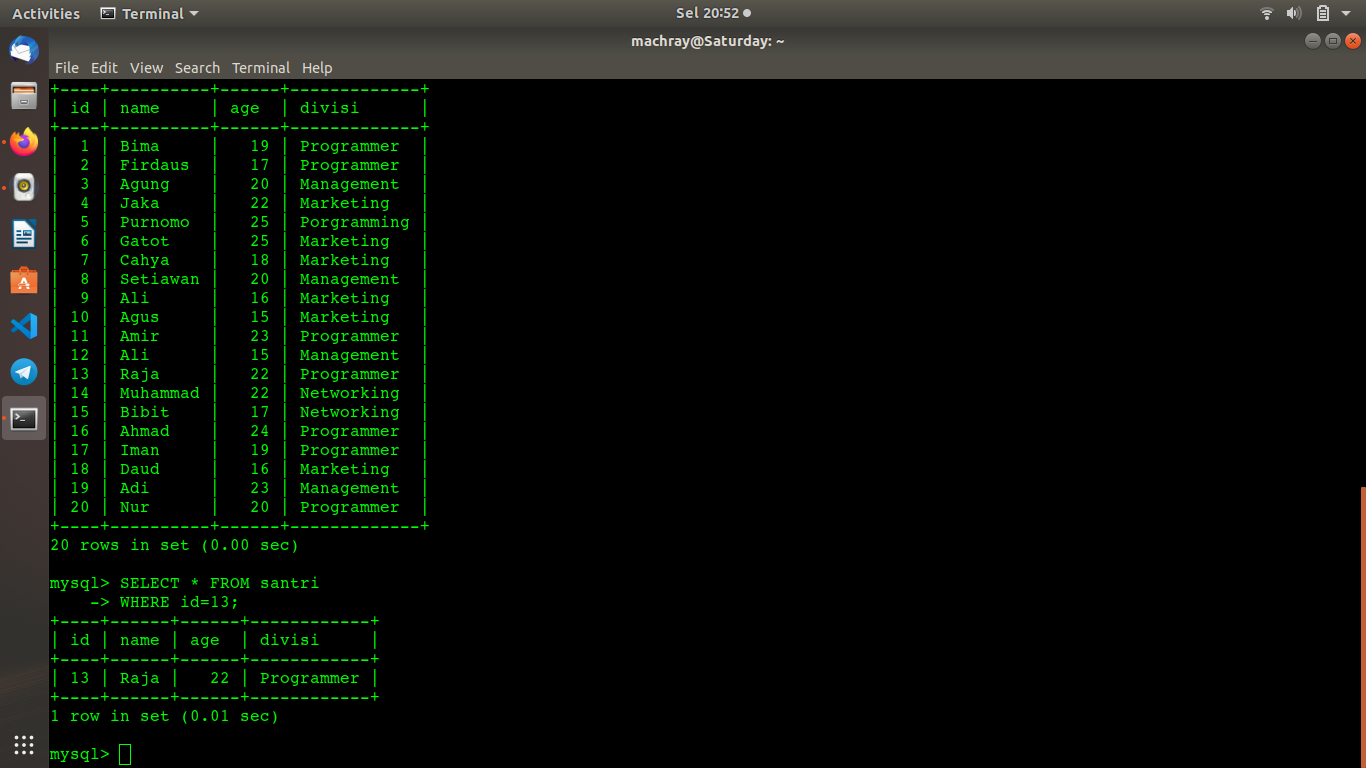 Activities Terminal Sel 20:52
machray@Saturday: ~
File Edit View Search Terminal Help
+----+----------+------+-------------+
| id | name     | age  | divisi      |
+----+----------+------+-------------+
|  1 | Bima     |   19 | Programmer  |
|  2 | Firdaus  |   17 | Programmer  |
|  3 | Agung    |   20 | Management  |
|  4 | Jaka     |   22 | Marketing   |
|  5 | Purnomo  |   25 | Porgramming |
|  6 | Gatot    |   25 | Marketing   |
|  7 | Cahya    |   18 | Marketing   |
|  8 | Setiawan |   20 | Management  |
|  9 | Ali      |   16 | Marketing   |
| 10 | Agus     |   15 | Marketing   |
| 11 | Amir     |   23 | Programmer  |
| 12 | Ali      |   15 | Management  |
| 13 | Raja     |   22 | Programmer  |
| 14 | Muhammad |   22 | Networking  |
| 15 | Bibit    |   17 | Networking  |
| 16 | Ahmad    |   24 | Programmer  |
| 17 | Iman     |   19 | Programmer  |
| 18 | Daud     |   16 | Marketing   |
| 19 | Adi      |   23 | Management  |
| 20 | Nur      |   20 | Programmer  |
+----+----------+------+-------------+
20 rows in set (0.00 sec)
mysql> SELECT * FROM santri
    -> WHERE id=13;
+----+------+------+------------+
| id | name | age  | divisi     |
+----+------+------+------------+
| 13 | Raja |   22 | Programmer |
+----+------+------+------------+
1 row in set (0.01 sec)
mysql>